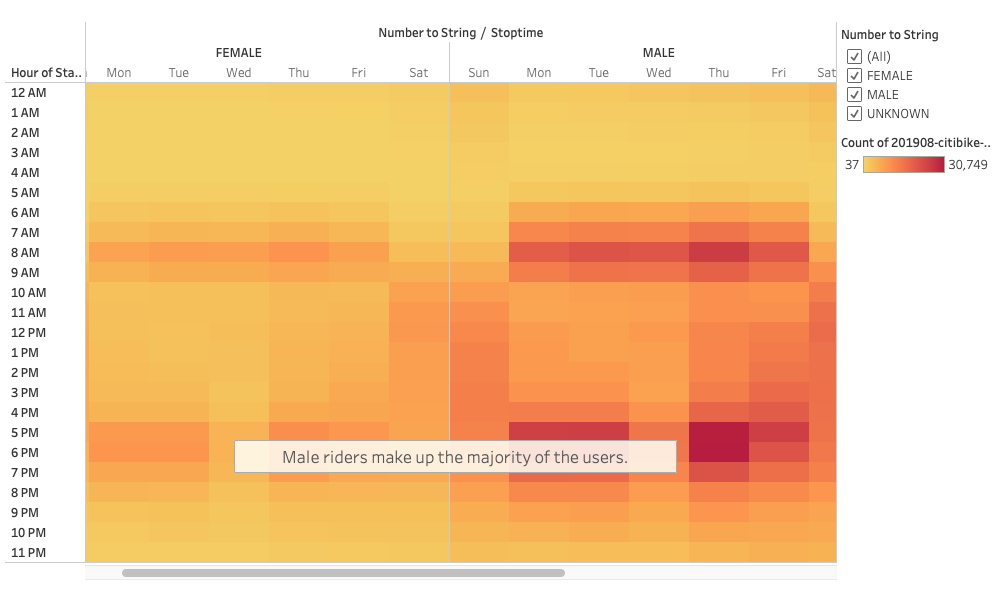 Number to String / Stoptime
FEMALE
MALE
Hour of Sta..
Mon Tue Wed Thu Fri Sat Sun Mon Tue Wed Thu Fri Sat
12 AM
1 AM
2 AM
3 AM
4 AM
5 AM
6 AM
7 AM
8 AM
9 AM
10 AM
11 AM
12 PM
1 PM
2 PM
3 PM
4 PM
5 PM
6 PM
7 PM
8 PM
9 PM
10 PM
11 PM
Male riders make up the majority of the users.
Number to String
(All)
FEMALE
MALE
UNKNOWN
Count of 201908-citibike-..
37 30,749